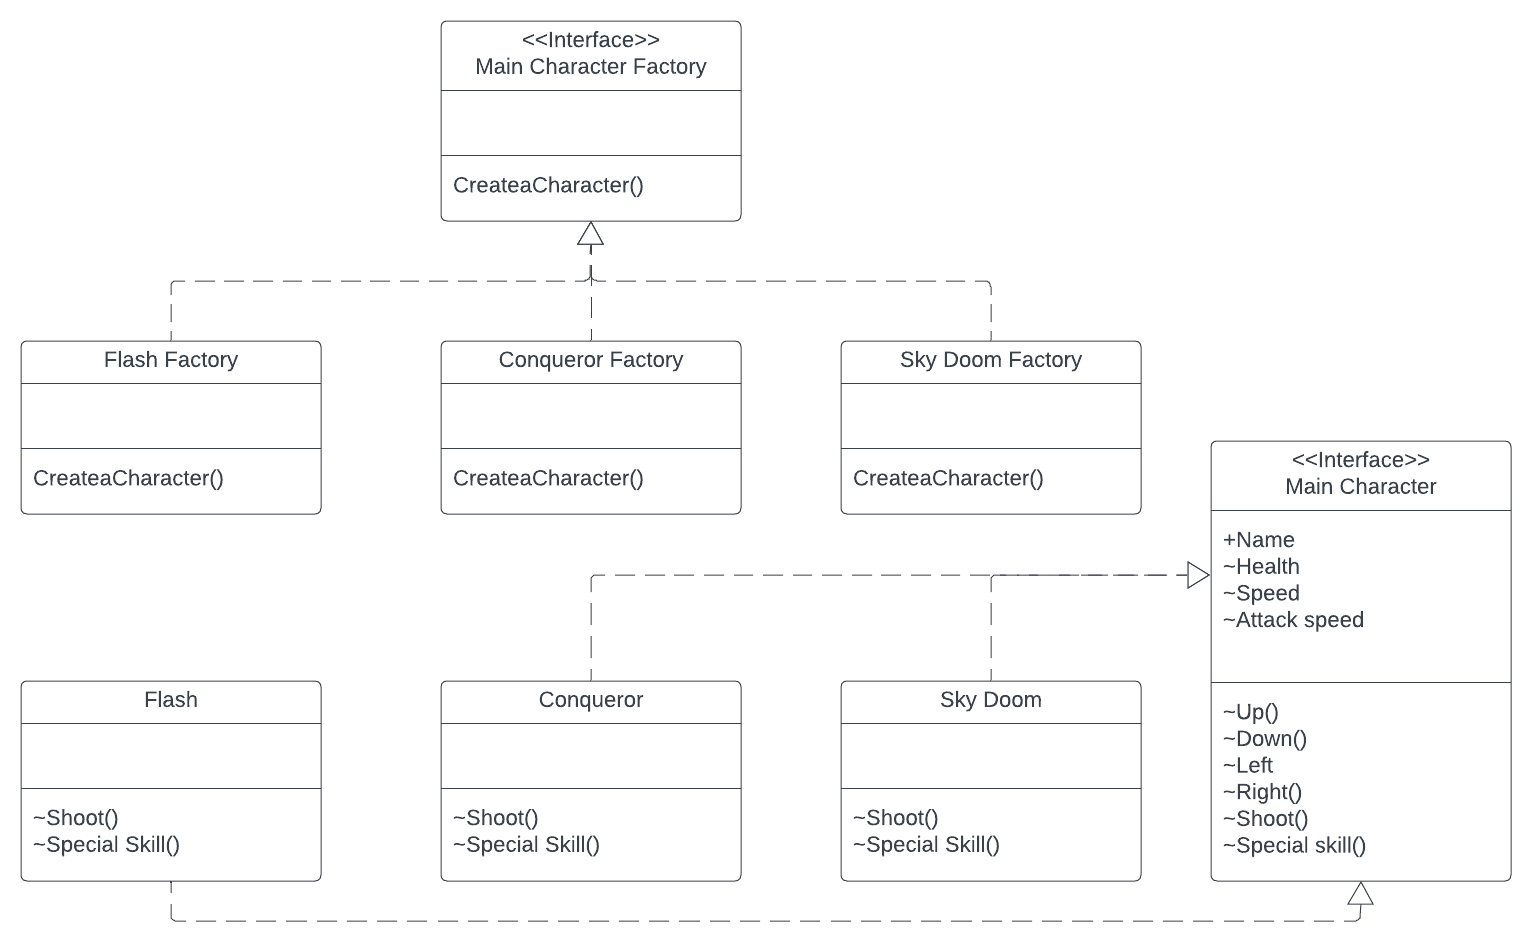 <<Interface>>
Main Character Factory
CreateaCharacter()
Flash Factory
CreateaCharacter()
Conqueror Factory
CreateaCharacter()
Sky Doom Factory
CreateaCharacter()
<<Interface>>
Main Character
+Name
~Health
~Speed
~Attack speed
~Up()
~Down()
~Left
~Right()
~Shoot()
~Special skill()
Flash
~Shoot()
~Special Skill()
Conqueror
~Shoot()
~Special Skill()
Sky Doom
~Shoot()
~Special Skill()